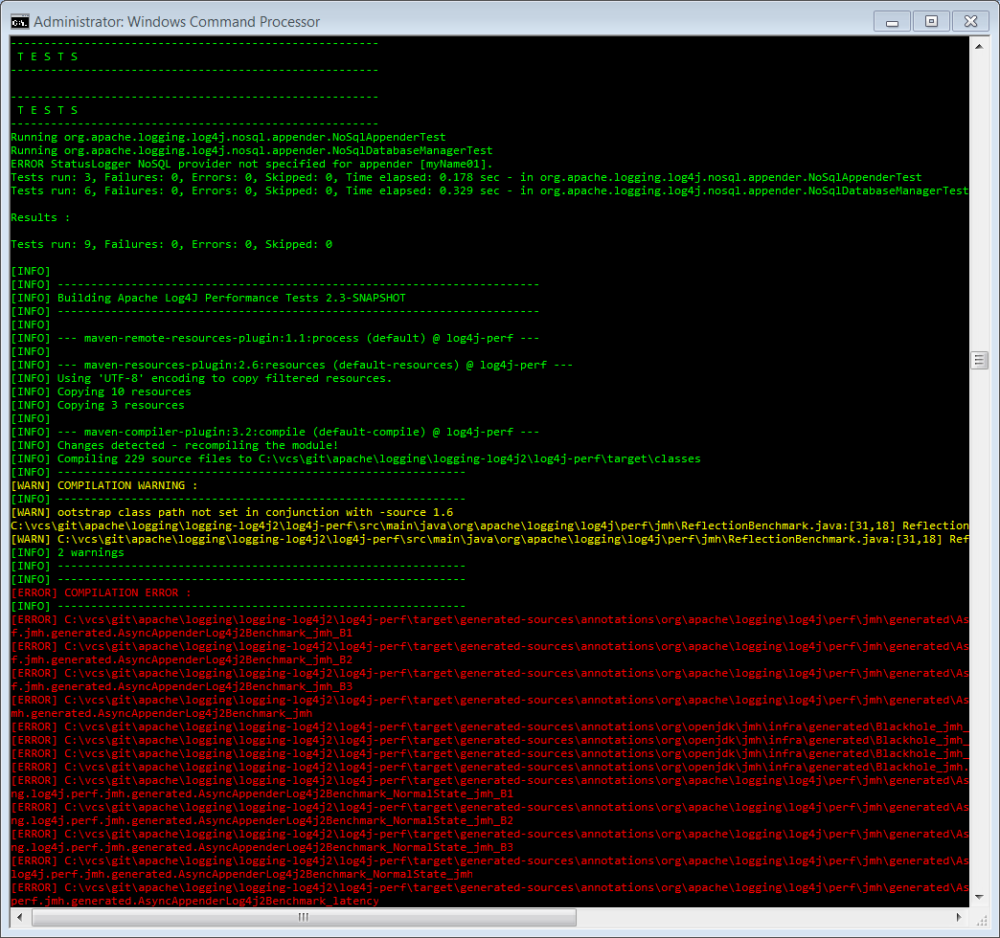 Administrator: Windows Command Processor
-------------------------------------------------------
 T E S T S
-------------------------------------------------------
-------------------------------------------------------
 T E S T S
-------------------------------------------------------
Running org.apache.logging.log4j.nosql.appender.NoSqlAppenderTest
Running org.apache.logging.log4j.nosql.appender.NoSqlDatabaseManagerTest
ERROR StatusLogger NoSQL provider not specified for appender [myName01].
Tests run: 3, Failures: 0, Errors: 0, Skipped: 0, Time elapsed: 0.178 sec - in org.apache.logging.log4j.nosql.appender.NoSqlAppenderTest
Tests run: 6, Failures: 0, Errors: 0, Skipped: 0, Time elapsed: 0.329 sec - in org.apache.logging.log4j.nosql.appender.NoSqlDatabaseManagerTest
Results :
Tests run: 9, Failures: 0, Errors: 0, Skipped: 0
[INFO]
[INFO] ------------------------------------------------------------------------
[INFO] Building Apache Log4J Performance Tests 2.3-SNAPSHOT
[INFO] ------------------------------------------------------------------------
[INFO]
[INFO] --- maven-remote-resources-plugin:1.1:process (default) @ log4j-perf ---
[INFO]
[INFO] --- maven-resources-plugin:2.6:resources (default-resources) @ log4j-perf ---
[INFO] Using 'UTF-8' encoding to copy filtered resources.
[INFO] Copying 10 resources
[INFO] Copying 3 resources
[INFO]
[INFO] --- maven-compiler-plugin:3.2:compile (default-compile) @ log4j-perf ---
[INFO] Changes detected - recompiling the module!
[INFO] Compiling 229 source files to C:\vcs\git\apache\logging\logging-log4j2\log4j-perf\target\classes
[INFO] -------------------------------------------------------------
[WARN] COMPILATION WARNING :
[INFO] -------------------------------------------------------------
[WARN] ootstrap class path not set in conjunction with -source 1.6
C:\vcs\git\apache\logging\logging-log4j2\log4j-perf\src\main\java\org\apache\logging\log4j\perf\jmh\ReflectionBenchmark.java:[31,18] Reflection
[WARN] C:\vcs\git\apache\logging\logging-log4j2\log4j-perf\src\main\java\org\apache\logging\log4j\perf\jmh\ReflectionBenchmark.java:[31,18] Ref
[INFO] 2 warnings
[INFO] -------------------------------------------------------------
[INFO] -------------------------------------------------------------
[ERROR] COMPILATION ERROR :
[INFO] -------------------------------------------------------------
[ERROR] C:\vcs\git\apache\logging\logging-log4j2\log4j-perf\target\generated-sources\annotations\org\apache\logging\log4j\perf\jmh\generated\As
f.jmh.generated.AsyncAppenderLog4j2Benchmark_jmh_B1
[ERROR] C:\vcs\git\apache\logging\logging-log4j2\log4j-perf\target\generated-sources\annotations\org\apache\logging\log4j\perf\jmh\generated\As
f.jmh.generated.AsyncAppenderLog4j2Benchmark_jmh_B2
[ERROR] C:\vcs\git\apache\logging\logging-log4j2\log4j-perf\target\generated-sources\annotations\org\apache\logging\log4j\perf\jmh\generated\As
f.jmh.generated.AsyncAppenderLog4j2Benchmark_jmh_B3
[ERROR] C:\vcs\git\apache\logging\logging-log4j2\log4j-perf\target\generated-sources\annotations\org\apache\logging\log4j\perf\jmh\generated\As
mh.generated.AsyncAppenderLog4j2Benchmark_jmh
[ERROR] C:\vcs\git\apache\logging\logging-log4j2\log4j-perf\target\generated-sources\annotations\org\openjdk\jmh\infra\generated\Blackhole_jmh_
[ERROR] C:\vcs\git\apache\logging\logging-log4j2\log4j-perf\target\generated-sources\annotations\org\openjdk\jmh\infra\generated\Blackhole_jmh_
[ERROR] C:\vcs\git\apache\logging\logging-log4j2\log4j-perf\target\generated-sources\annotations\org\openjdk\jmh\infra\generated\Blackhole_jmh_
[ERROR] C:\vcs\git\apache\logging\logging-log4j2\log4j-perf\target\generated-sources\annotations\org\openjdk\jmh\infra\generated\Blackhole_jmh.
[ERROR] C:\vcs\git\apache\logging\logging-log4j2\log4j-perf\target\generated-sources\annotations\org\apache\logging\log4j\perf\jmh\generated\As
ng.log4j.perf.jmh.generated.AsyncAppenderLog4j2Benchmark_NormalState_jmh_B1
[ERROR] C:\vcs\git\apache\logging\logging-log4j2\log4j-perf\target\generated-sources\annotations\org\apache\logging\log4j\perf\jmh\generated\As
ng.log4j.perf.jmh.generated.AsyncAppenderLog4j2Benchmark_NormalState_jmh_B2
[ERROR] C:\vcs\git\apache\logging\logging-log4j2\log4j-perf\target\generated-sources\annotations\org\apache\logging\log4j\perf\jmh\generated\As
ng.log4j.perf.jmh.generated.AsyncAppenderLog4j2Benchmark_NormalState_jmh_B3
[ERROR] C:\vcs\git\apache\logging\logging-log4j2\log4j-perf\target\generated-sources\annotations\org\apache\logging\log4j\perf\jmh\generated\As
log4j.perf.jmh.generated.AsyncAppenderLog4j2Benchmark_NormalState_jmh
[ERROR] C:\vcs\git\apache\logging\logging-log4j2\log4j-perf\target\generated-sources\annotations\org\apache\logging\log4j\perf\jmh\generated\As
perf.jmh.generated.AsyncAppenderLog4j2Benchmark_latency